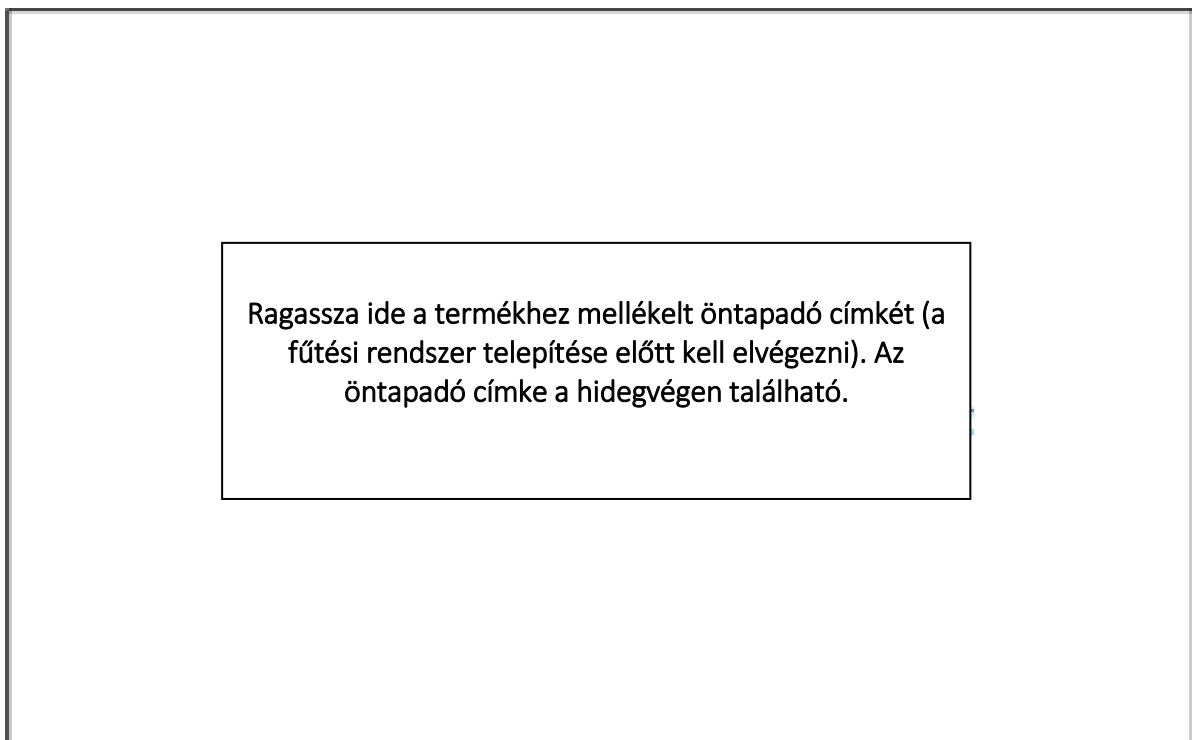 Ragassza ide a termékhez mellékelt öntapadó címkét (a
fűtési rendszer telepítése előtt kell elvégezni). Az
öntapadó címke a hidegvégen található.